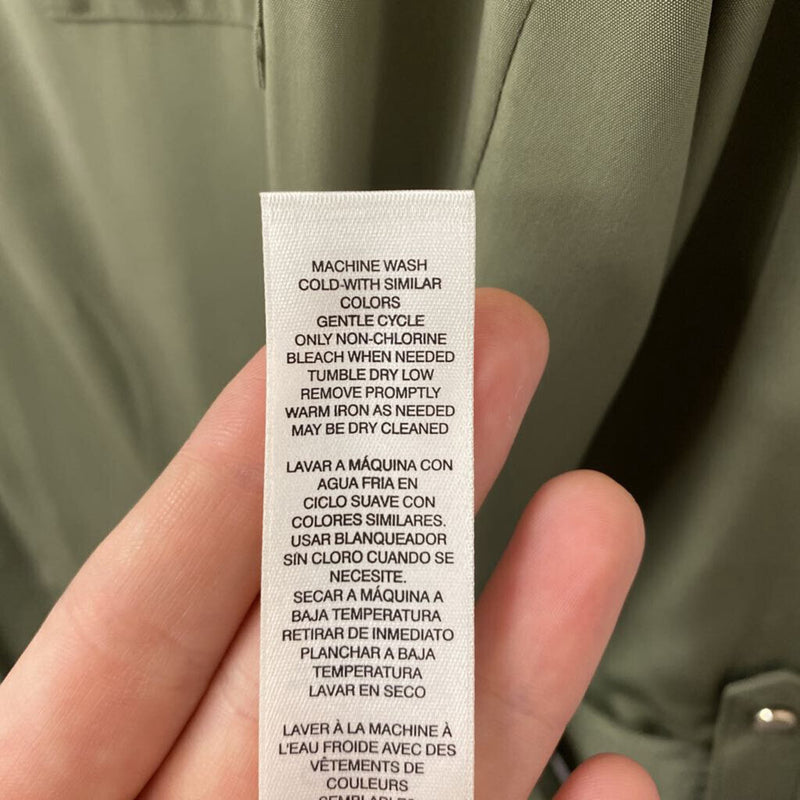 MACHINE WASH
COLD-WITH SIMILAR
COLORS
GENTLE CYCLE
ONLY NON-CHLORINE
BLEACH WHEN NEEDED
TUMBLE DRY LOW
REMOVE PROMPTLY
WARM IRON AS NEEDED
MAY BE DRY CLEANED
LAVAR A MÁQUINA CON
AGUA FRIA EN
CICLO SUAVE CON
COLORES SIMILARES.
USAR BLANQUEADOR
SÍN CLORO CUANDO SE
NECESITE.
SECAR A MÁQUINA A
BAJA TEMPERATURA
RETIRAR DE INMEDIATO
PLANCHAR A BAJA
TEMPERATURA
LAVAR EN SECO
LAVER À LA MACHINE À
L'EAU FROIDE AVEC DES
VÊTEMENTS DE
COULEURS